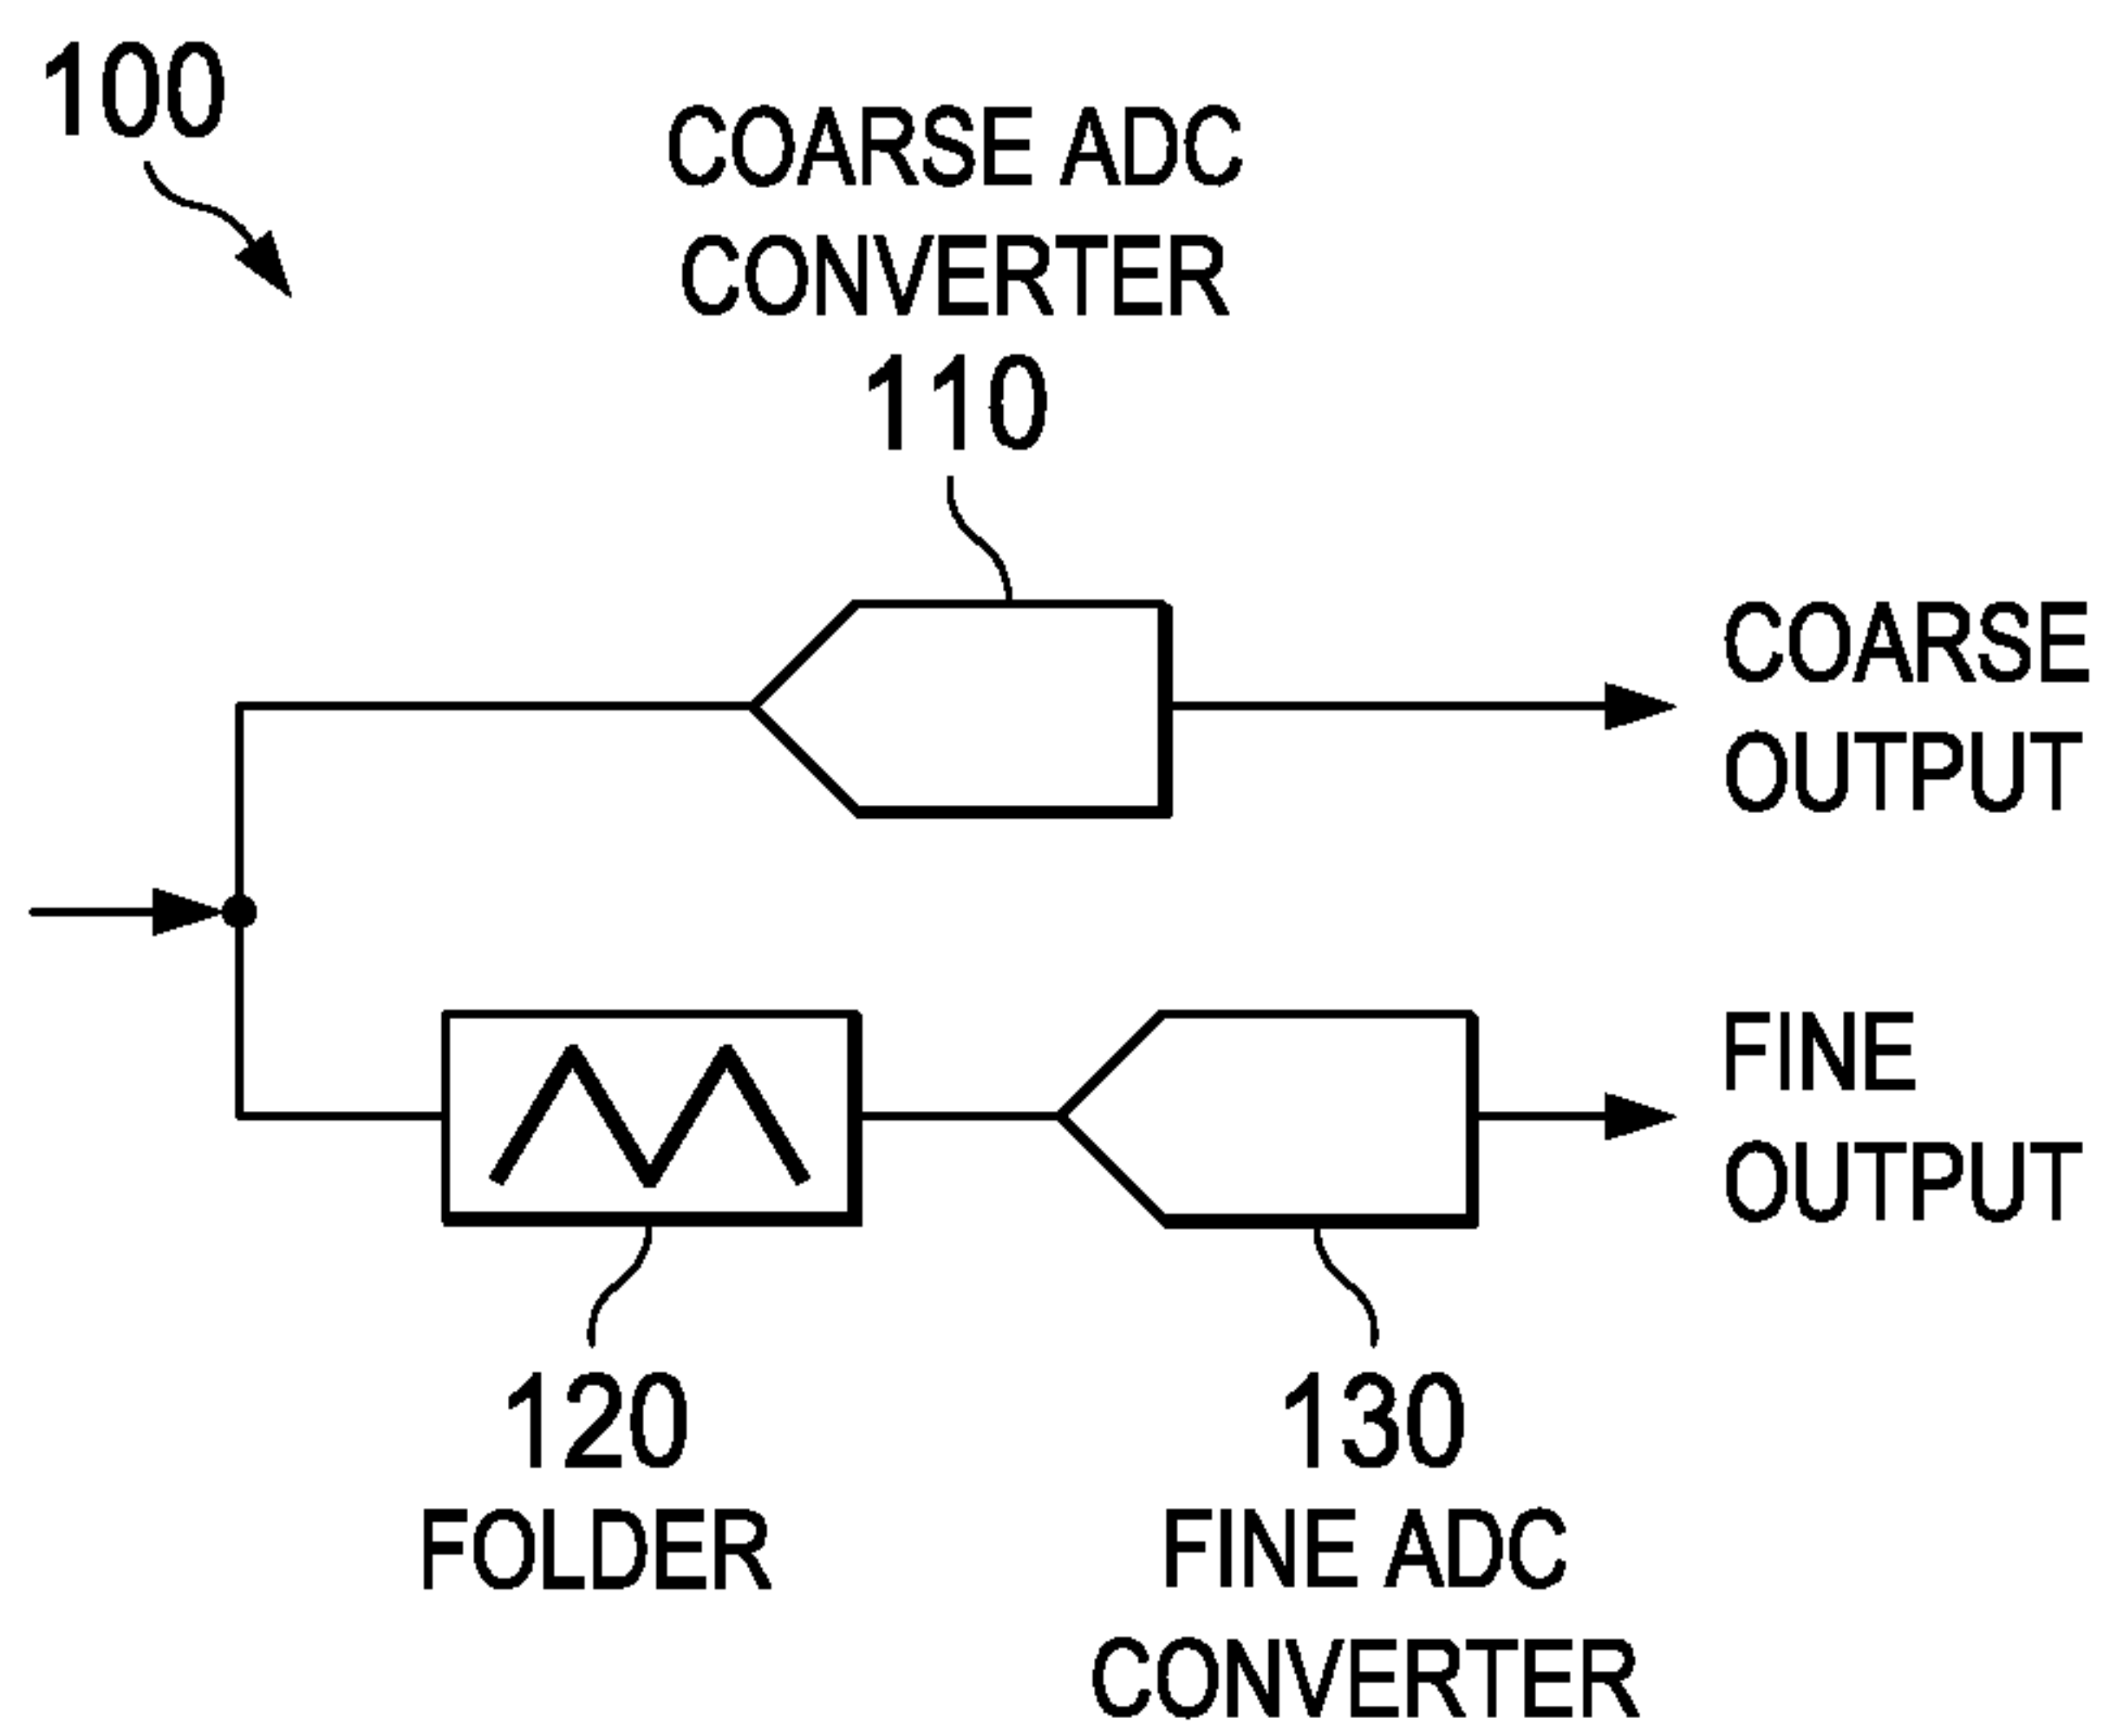 100
COARSE ADC
CONVERTER
110
COARSE
OUTPUT
FINE
OUTPUT
120
FOLDER
130
FINE ADC
CONVERTER